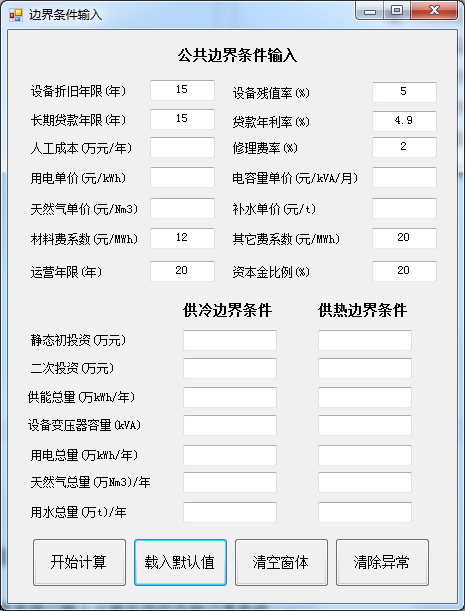 边界条件输入
公共边界条件输入
设备折旧年限(年) 15 设备残值率(%) 5
长期贷款年限(年) 15 贷款年利率(%) 4.9
人工成本(万元/年) 修理费率(%) 2
用电单价(元/kWh) 电容量单价(元/kVA/月)
天然气单价(元/Nm3) 补水单价(元/t)
材料费系数(元/MWh) 12 其它费系数(元/MWh) 20
运营年限(年) 20 资本金比例(%) 20
供冷边界条件 供热边界条件
静态初投资(万元)
二次投资(万元)
供能总量(万kWh/年)
设备变压器容量(kVA)
用电总量(万kWh/年)
天然气总量(万Nm3)/年
用水总量(万t)/年
开始计算 载入默认值 清空窗体 清除异常